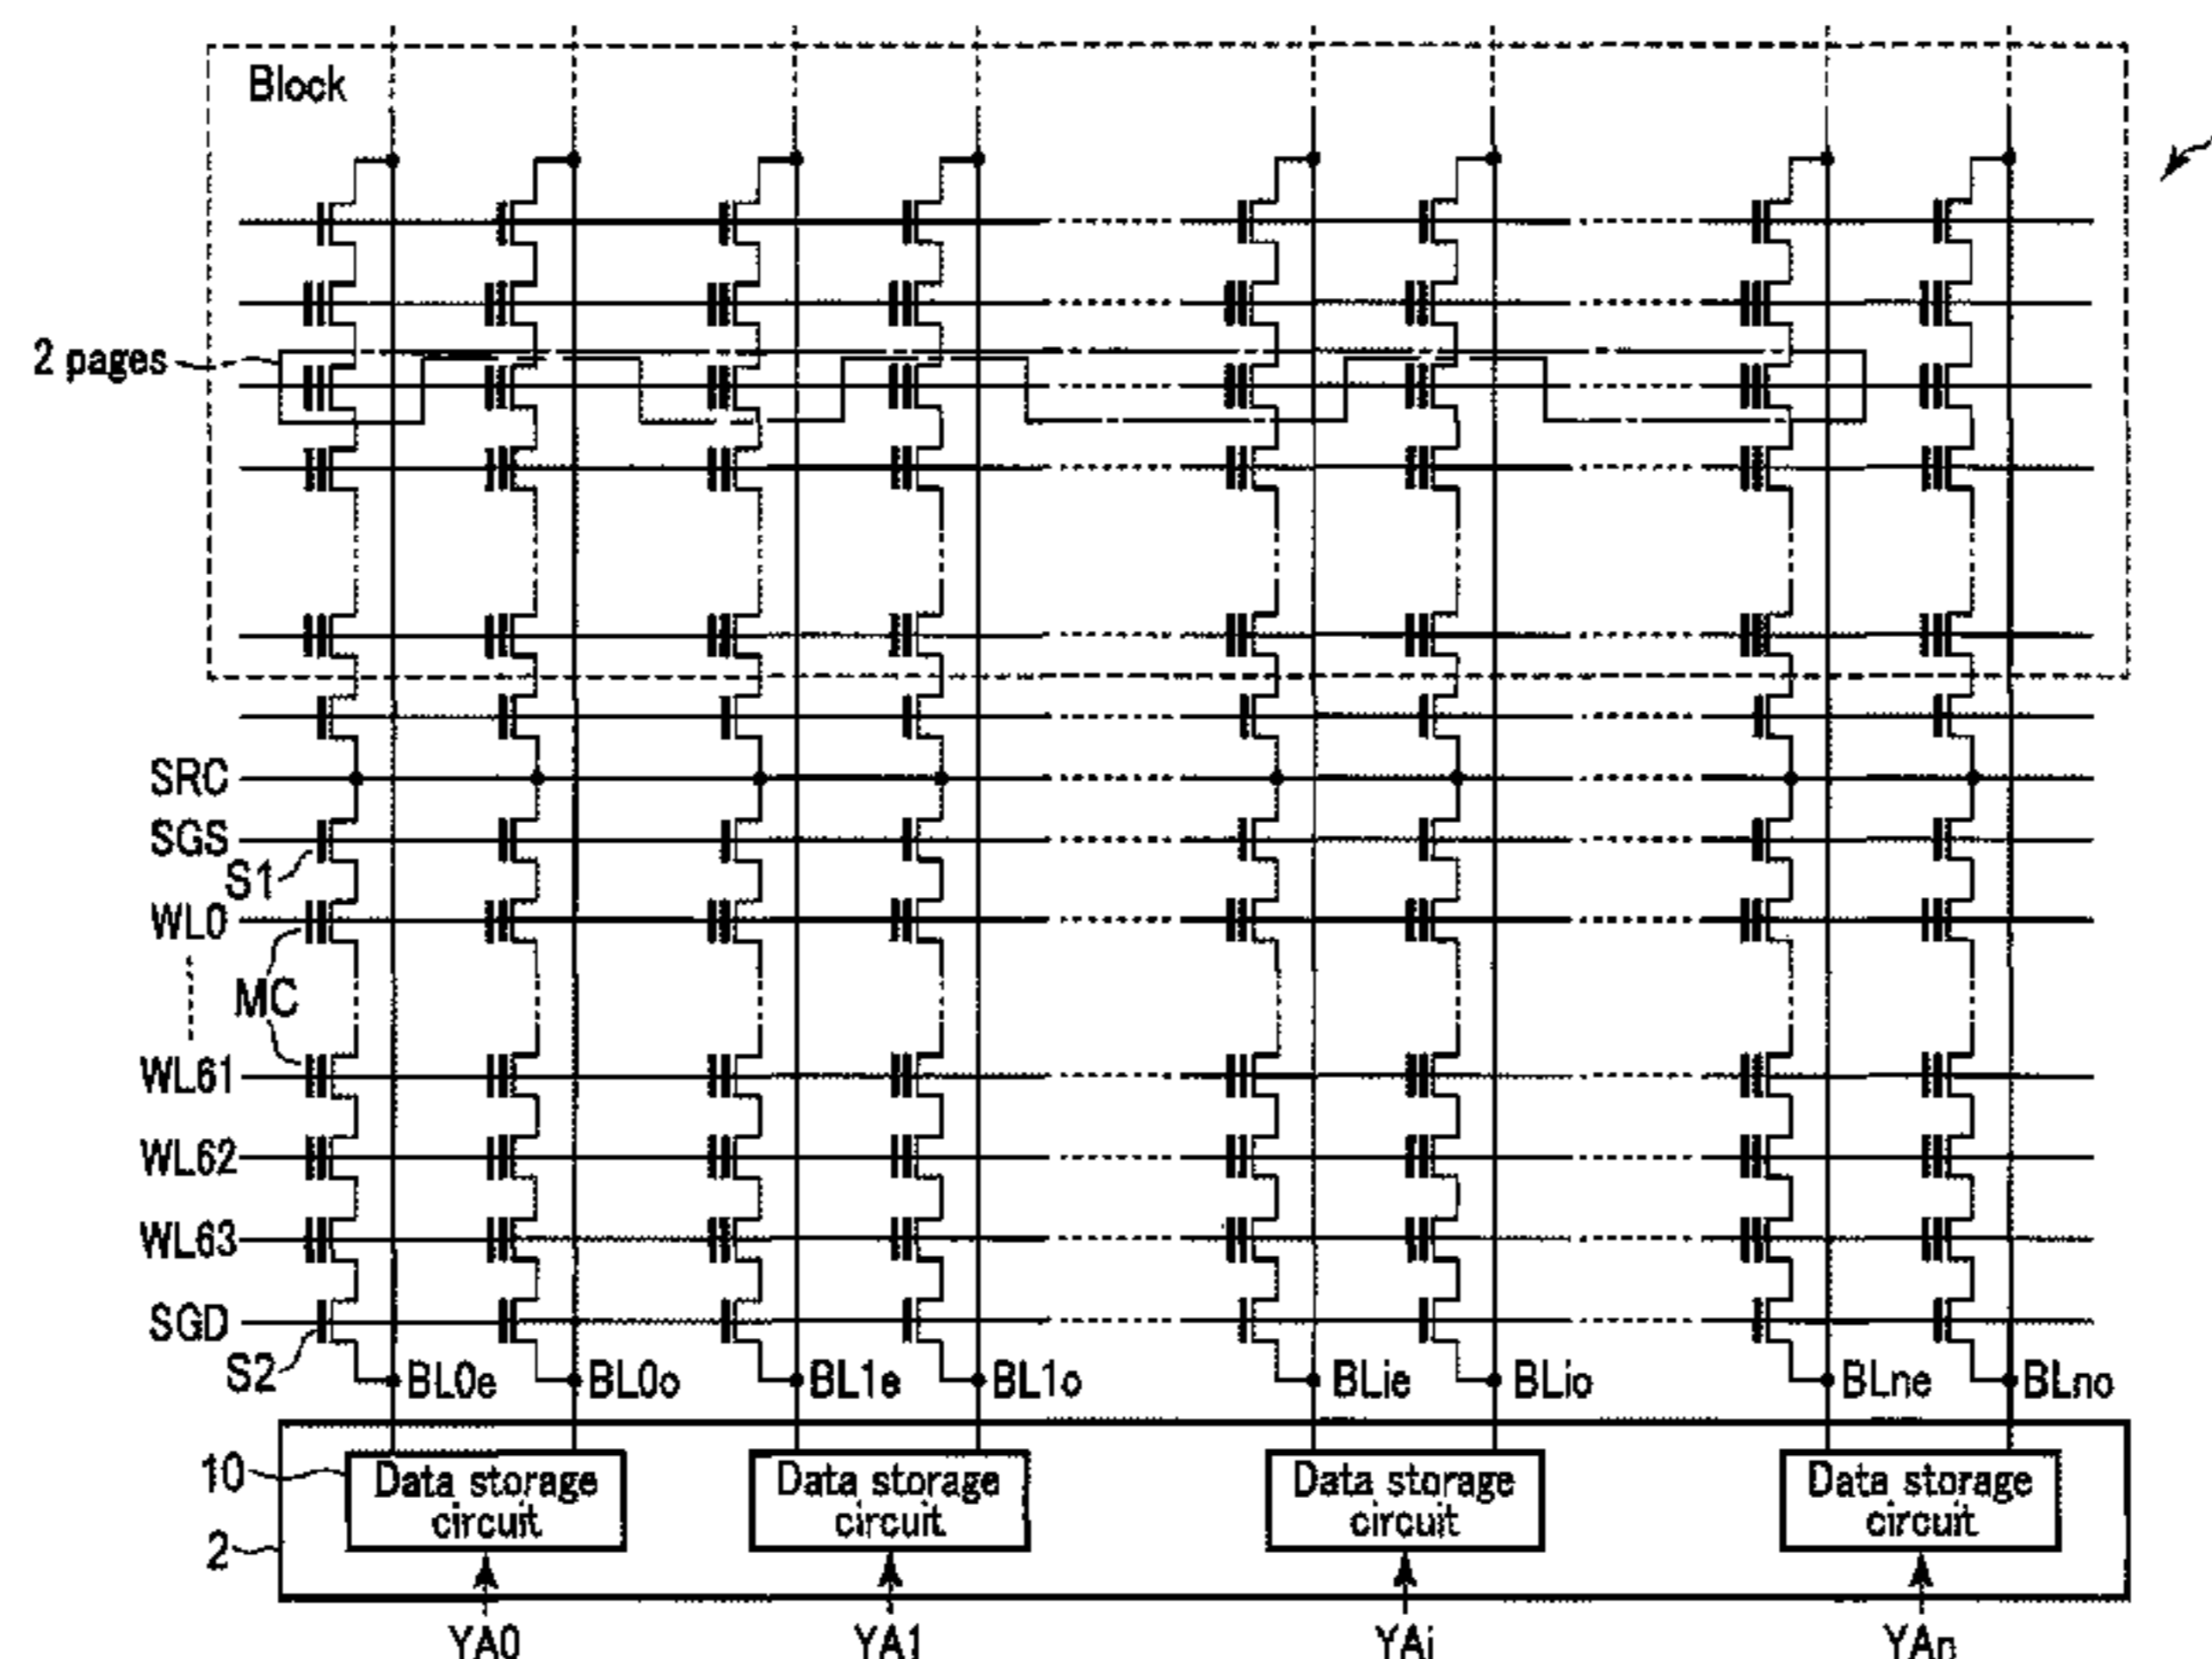 Block
2 pages
SRC
SGS
S1
WL0
MC
WL61
WL62
WL63
SGD
S2
BL0e
BL0o
BL1e
BL1o
BLie
BLio
BLne
BLno
10
Data storage
circuit
Data storage
circuit
Data storage
circuit
Data storage
circuit
2
YA0
YA1
YAi
YAn